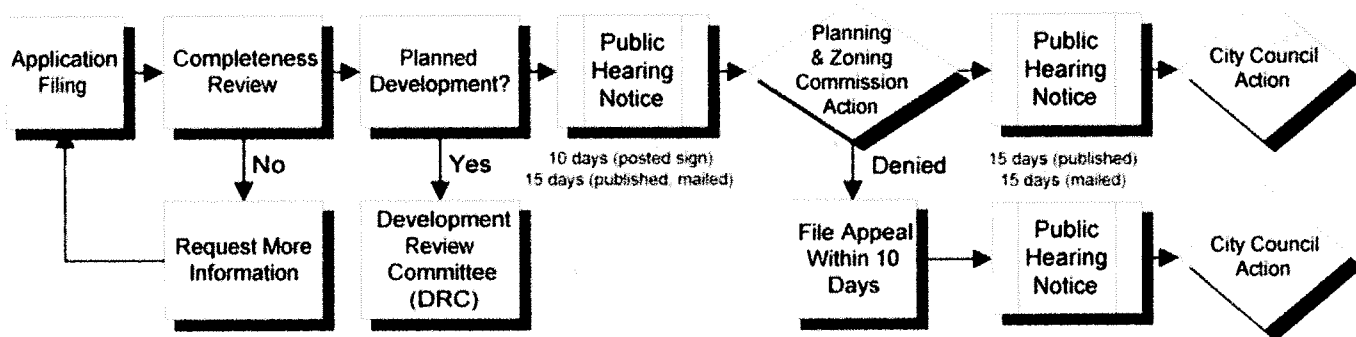 Application
Filing
Completeness
Review
Planned
Development?
Public
Hearing
Notice
Planning
& Zoning
Commission
Action
Public
Hearing
Notice
City Council
Action
No
Yes
10 days (posted sign)
15 days (published, mailed)
Denied
15 days (published)
15 days (mailed)
Request More
Information
Development
Review
Committee
(DRC)
File Appeal
Within 10
Days
Public
Hearing
Notice
City Council
Action